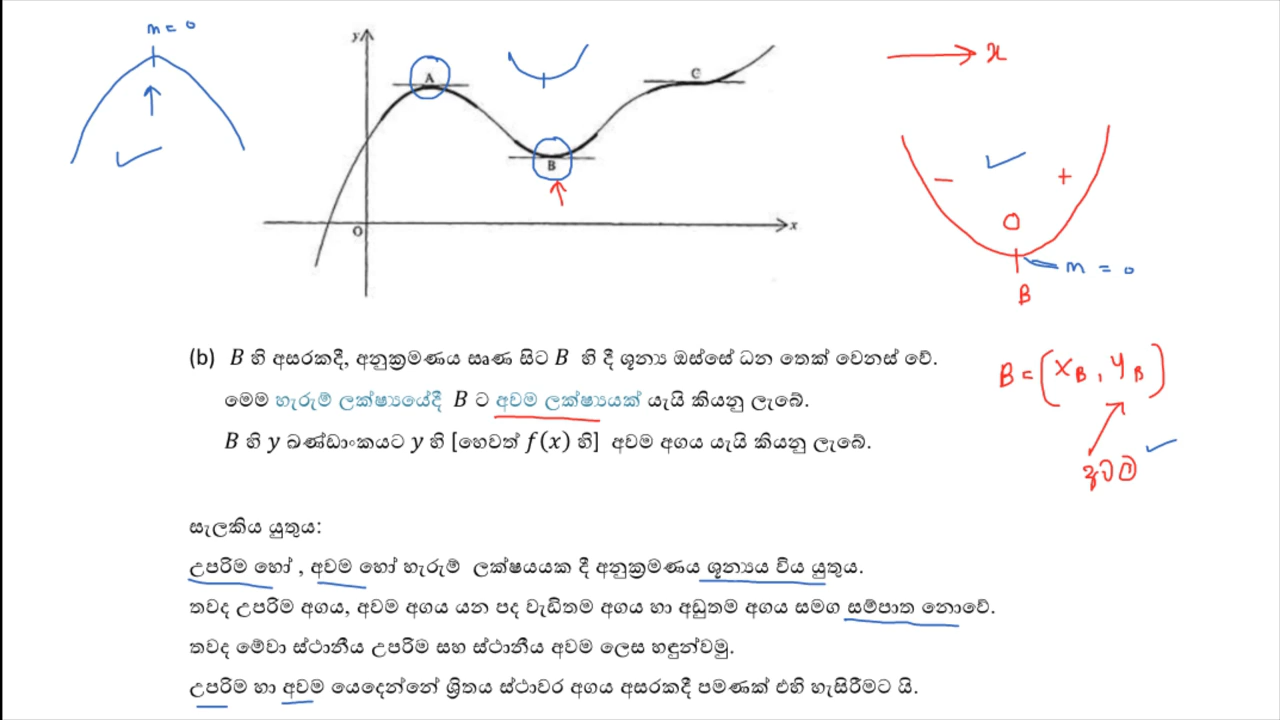 m = 0
y
A
C
B
O
x
x
− +
O
m = 0
B
(b) B හි අසරකදී, අනුක්‍රමණය සෘණ සිට B හි දී ශූන්‍ය ඔස්සේ ධන තෙක් වෙනස් වේ.
මෙම හැරුම් ලක්ෂ්‍යයේදී B ට අවම ලක්ෂ්‍යයක් යැයි කියනු ලැබේ.
B හි y ඛණ්ඩාංකයට y හි [හෙවත් f(x) හි] අවම අගය යැයි කියනු ලැබේ.
B = (x_B , y_B)
අවම
සැලකිය යුතුය:
උපරිම හෝ , අවම හෝ හැරුම් ලක්ෂයයක දී අනුක්‍රමණය ශූන්‍යය විය යුතුය.
තවද උපරිම අගය, අවම අගය යන පද වැඩිතම අගය හා අඩුතම අගය සමග සම්පාත නොවේ.
තවද මේවා ස්ථානීය උපරිම සහ ස්ථානීය අවම ලෙස හඳුන්වමු.
උපරිම හා අවම යෙදෙන්නේ ශ්‍රිතය ස්ථාවර අගය අසරකදී පමණක් එහි හැසිරීමට යි.